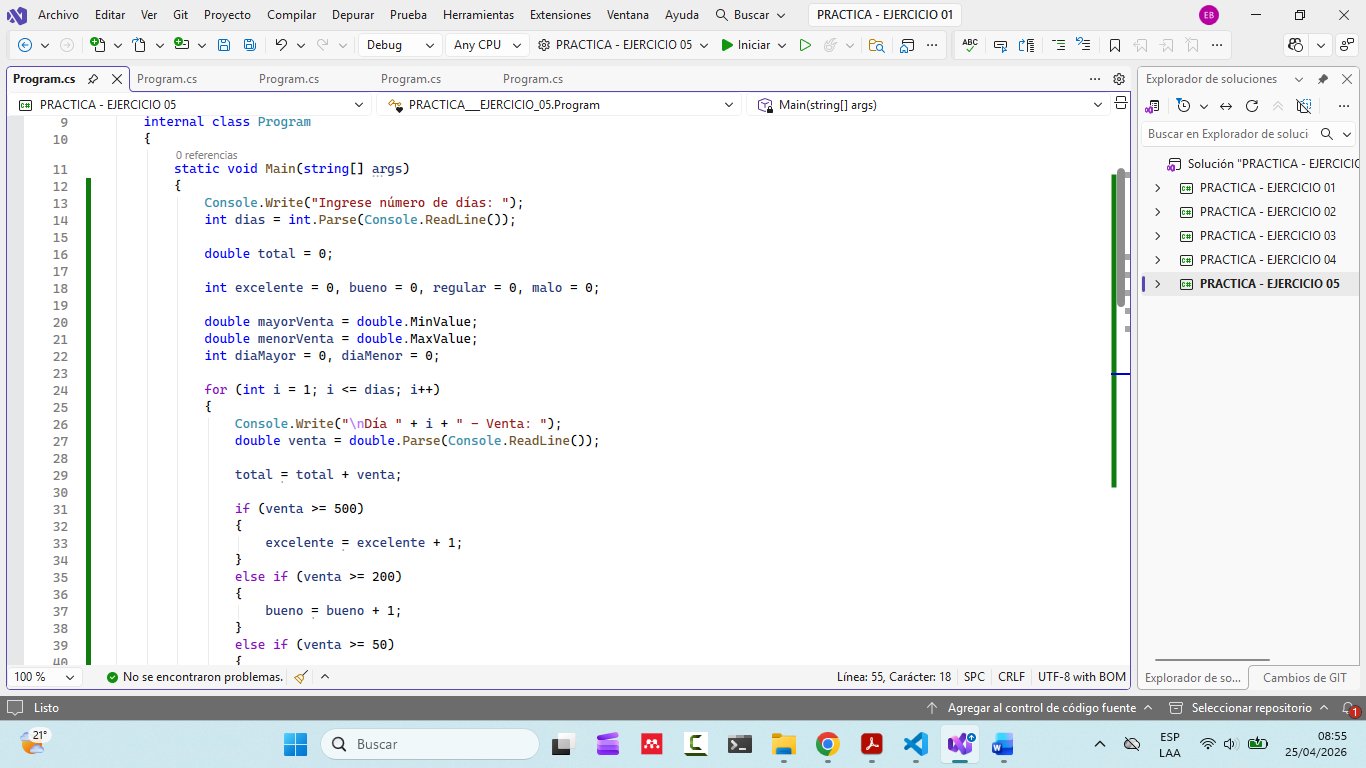 Archivo Editar Ver Git Proyecto Compilar Depurar Prueba Herramientas Extensiones Ventana Ayuda Buscar PRACTICA - EJERCICIO 01 EB
Debug Any CPU PRACTICA - EJERCICIO 05 Iniciar
Program.cs Program.cs Program.cs Program.cs Program.cs
PRACTICA - EJERCICIO 05 PRACTICA___EJERCICIO_05.Program Main(string[] args)
9 internal class Program
10 {
0 referencias
11 static void Main(string[] args)
12 {
13 Console.Write("Ingrese número de días: ");
14 int dias = int.Parse(Console.ReadLine());
15
16 double total = 0;
17
18 int excelente = 0, bueno = 0, regular = 0, malo = 0;
19
20 double mayorVenta = double.MinValue;
21 double menorVenta = double.MaxValue;
22 int diaMayor = 0, diaMenor = 0;
23
24 for (int i = 1; i <= dias; i++)
25 {
26 Console.Write("\nDía " + i + " - Venta: ");
27 double venta = double.Parse(Console.ReadLine());
28
29 total = total + venta;
30
31 if (venta >= 500)
32 {
33 excelente = excelente + 1;
34 }
35 else if (venta >= 200)
36 {
37 bueno = bueno + 1;
38 }
39 else if (venta >= 50)
40 {
100 % No se encontraron problemas. Línea: 55, Carácter: 18 SPC CRLF UTF-8 with BOM
Explorador de soluciones
Buscar en Explorador de soluci
Solución "PRACTICA - EJERCICIO
PRACTICA - EJERCICIO 01
PRACTICA - EJERCICIO 02
PRACTICA - EJERCICIO 03
PRACTICA - EJERCICIO 04
PRACTICA - EJERCICIO 05
Explorador de so... Cambios de GIT
Listo Agregar al control de código fuente Seleccionar repositorio 1
21° Buscar ESP LAA 08:55 25/04/2026